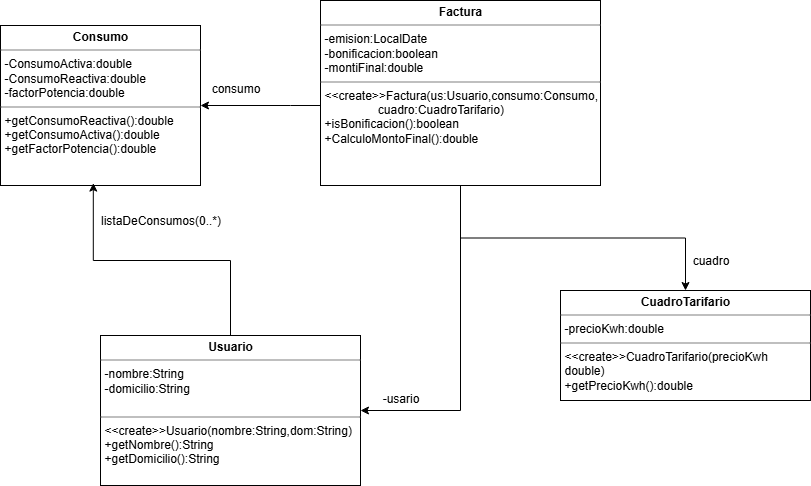 Factura
-emision:LocalDate
-bonificacion:boolean
-montiFinal:double
<<create>>Factura(us:Usuario,consumo:Consumo,
cuadro:CuadroTarifario)
+isBonificacion():boolean
+CalculoMontoFinal():double
Consumo
-ConsumoActiva:double
-ConsumoReactiva:double
-factorPotencia:double
+getConsumoReactiva():double
+getConsumoActiva():double
+getFactorPotencia():double
consumo
listaDeConsumos(0..*)
cuadro
CuadroTarifario
-precioKwh:double
<<create>>CuadroTarifario(precioKwh
double)
+getPrecioKwh():double
Usuario
-nombre:String
-domicilio:String
<<create>>Usuario(nombre:String,dom:String)
+getNombre():String
+getDomicilio():String
-usario